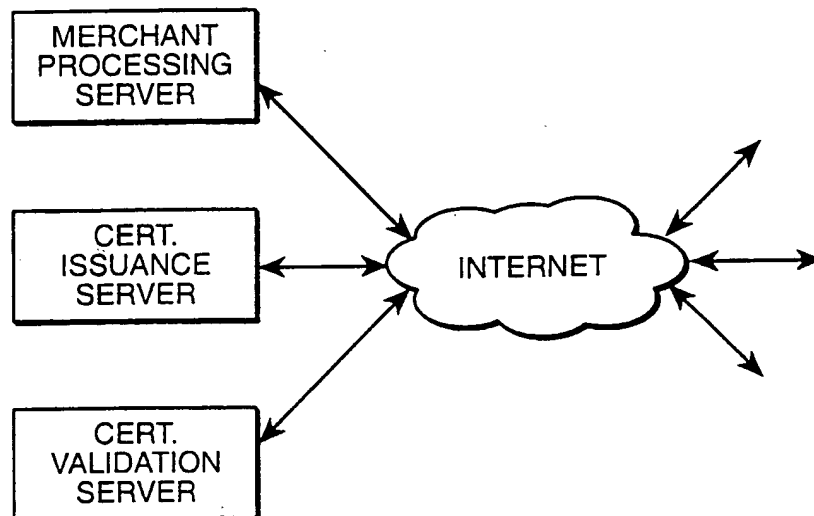 MERCHANT
PROCESSING
SERVER
CERT.
ISSUANCE
SERVER
INTERNET
CERT.
VALIDATION
SERVER